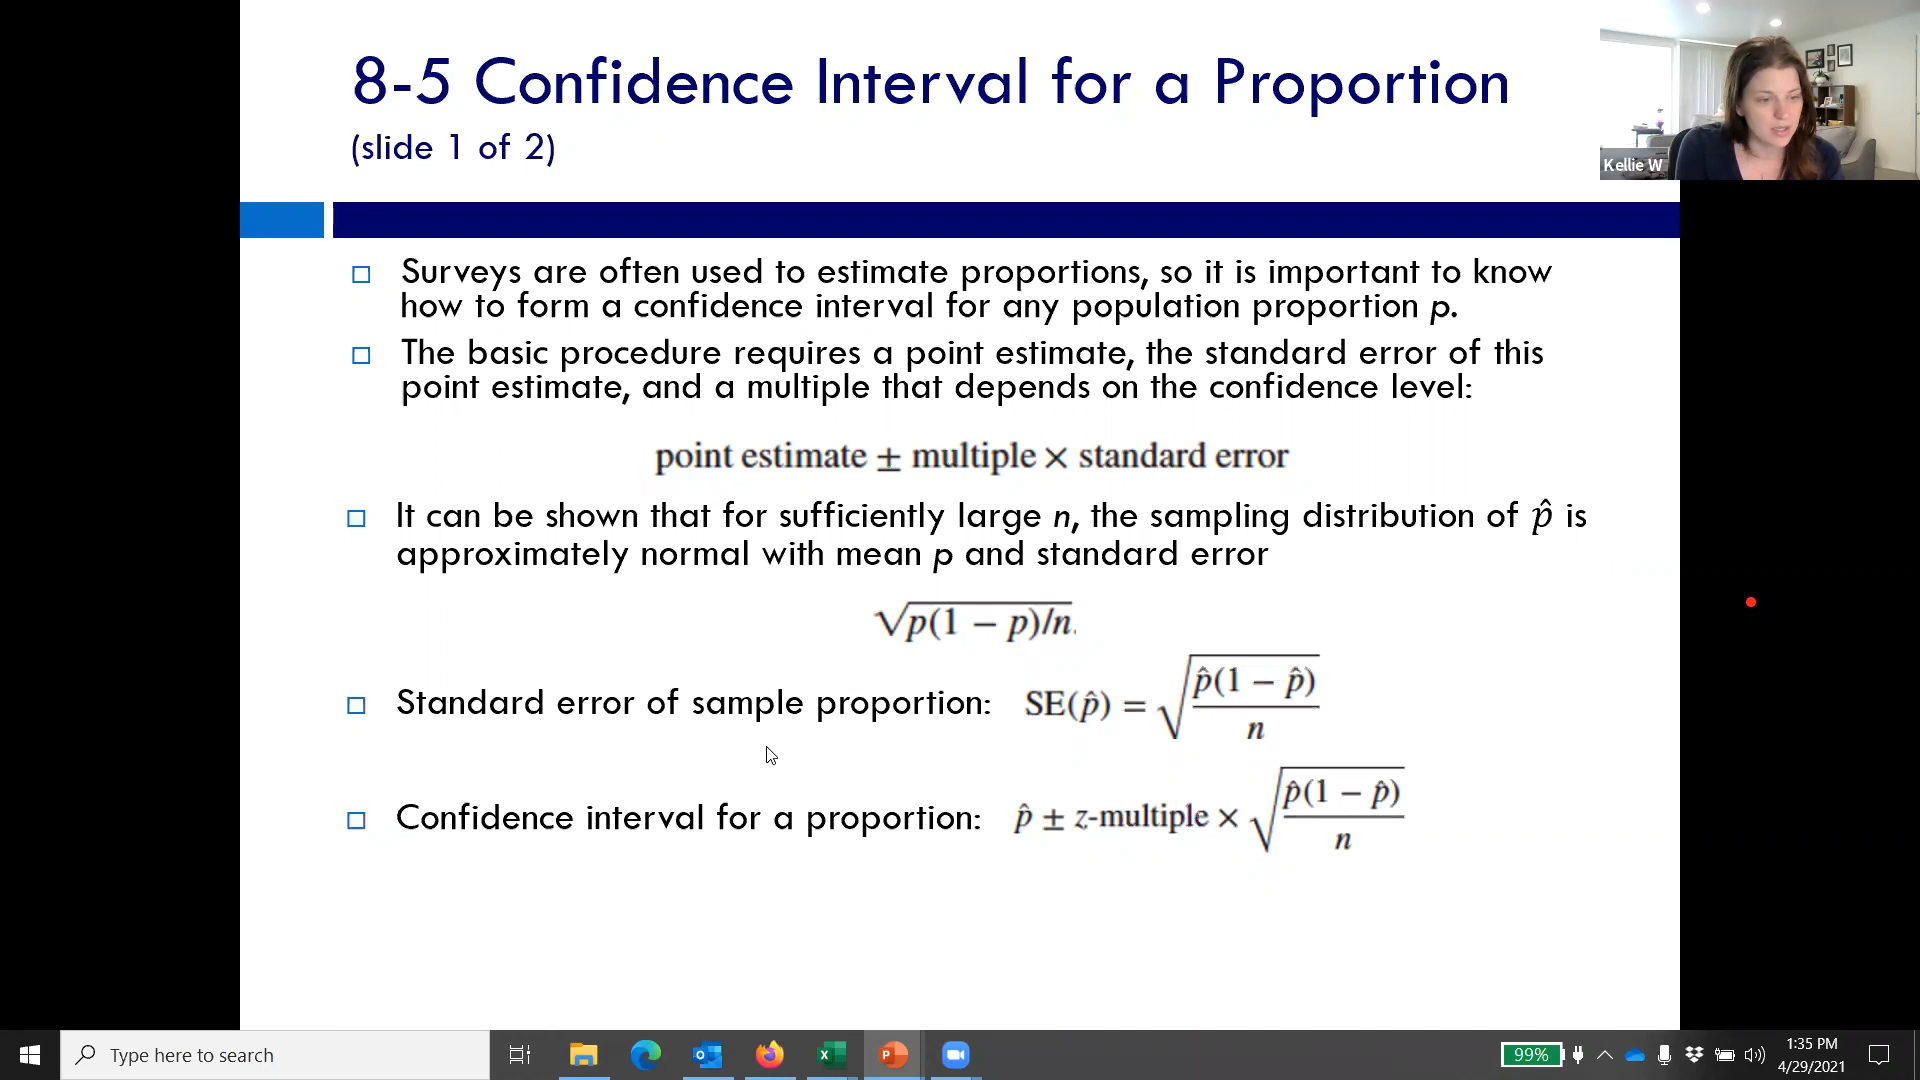 8-5 Confidence Interval for a Proportion
(slide 1 of 2)
Kellie W
Surveys are often used to estimate proportions, so it is important to know
how to form a confidence interval for any population proportion p.
The basic procedure requires a point estimate, the standard error of this
point estimate, and a multiple that depends on the confidence level:
point estimate ± multiple × standard error
It can be shown that for sufficiently large n, the sampling distribution of p̂ is
approximately normal with mean p and standard error
√p(1 − p)/n.
Standard error of sample proportion: SE(p̂) = √p̂(1 − p̂)/n
Confidence interval for a proportion: p̂ ± z-multiple × √p̂(1 − p̂)/n
Type here to search
99%
1:35 PM
4/29/2021